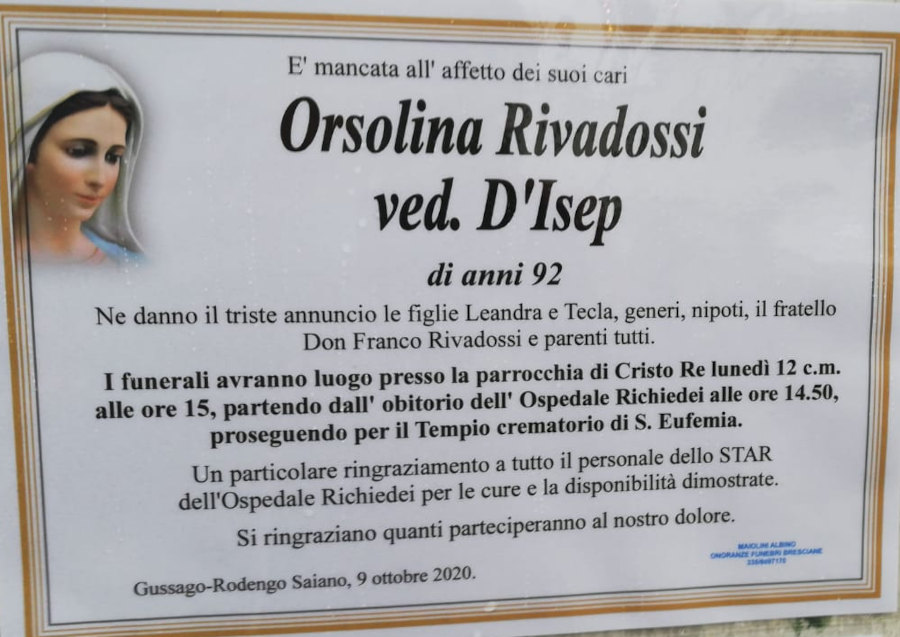 E' mancata all' affetto dei suoi cari
Orsolina Rivadossi
ved. D'Isep
di anni 92
Ne danno il triste annuncio le figlie Leandra e Tecla, generi, nipoti, il fratello
Don Franco Rivadossi e parenti tutti.
I funerali avranno luogo presso la parrocchia di Cristo Re lunedì 12 c.m.
alle ore 15, partendo dall' obitorio dell' Ospedale Richiedei alle ore 14.50,
proseguendo per il Tempio crematorio di S. Eufemia.
Un particolare ringraziamento a tutto il personale dello STAR
dell'Ospedale Richiedei per le cure e la disponibilità dimostrate.
Si ringraziano quanti parteciperanno al nostro dolore.
MAIOLINI ALBINO
ONORANZE FUNEBRI BRESCIANE
Gussago-Rodengo Saiano, 9 ottobre 2020.